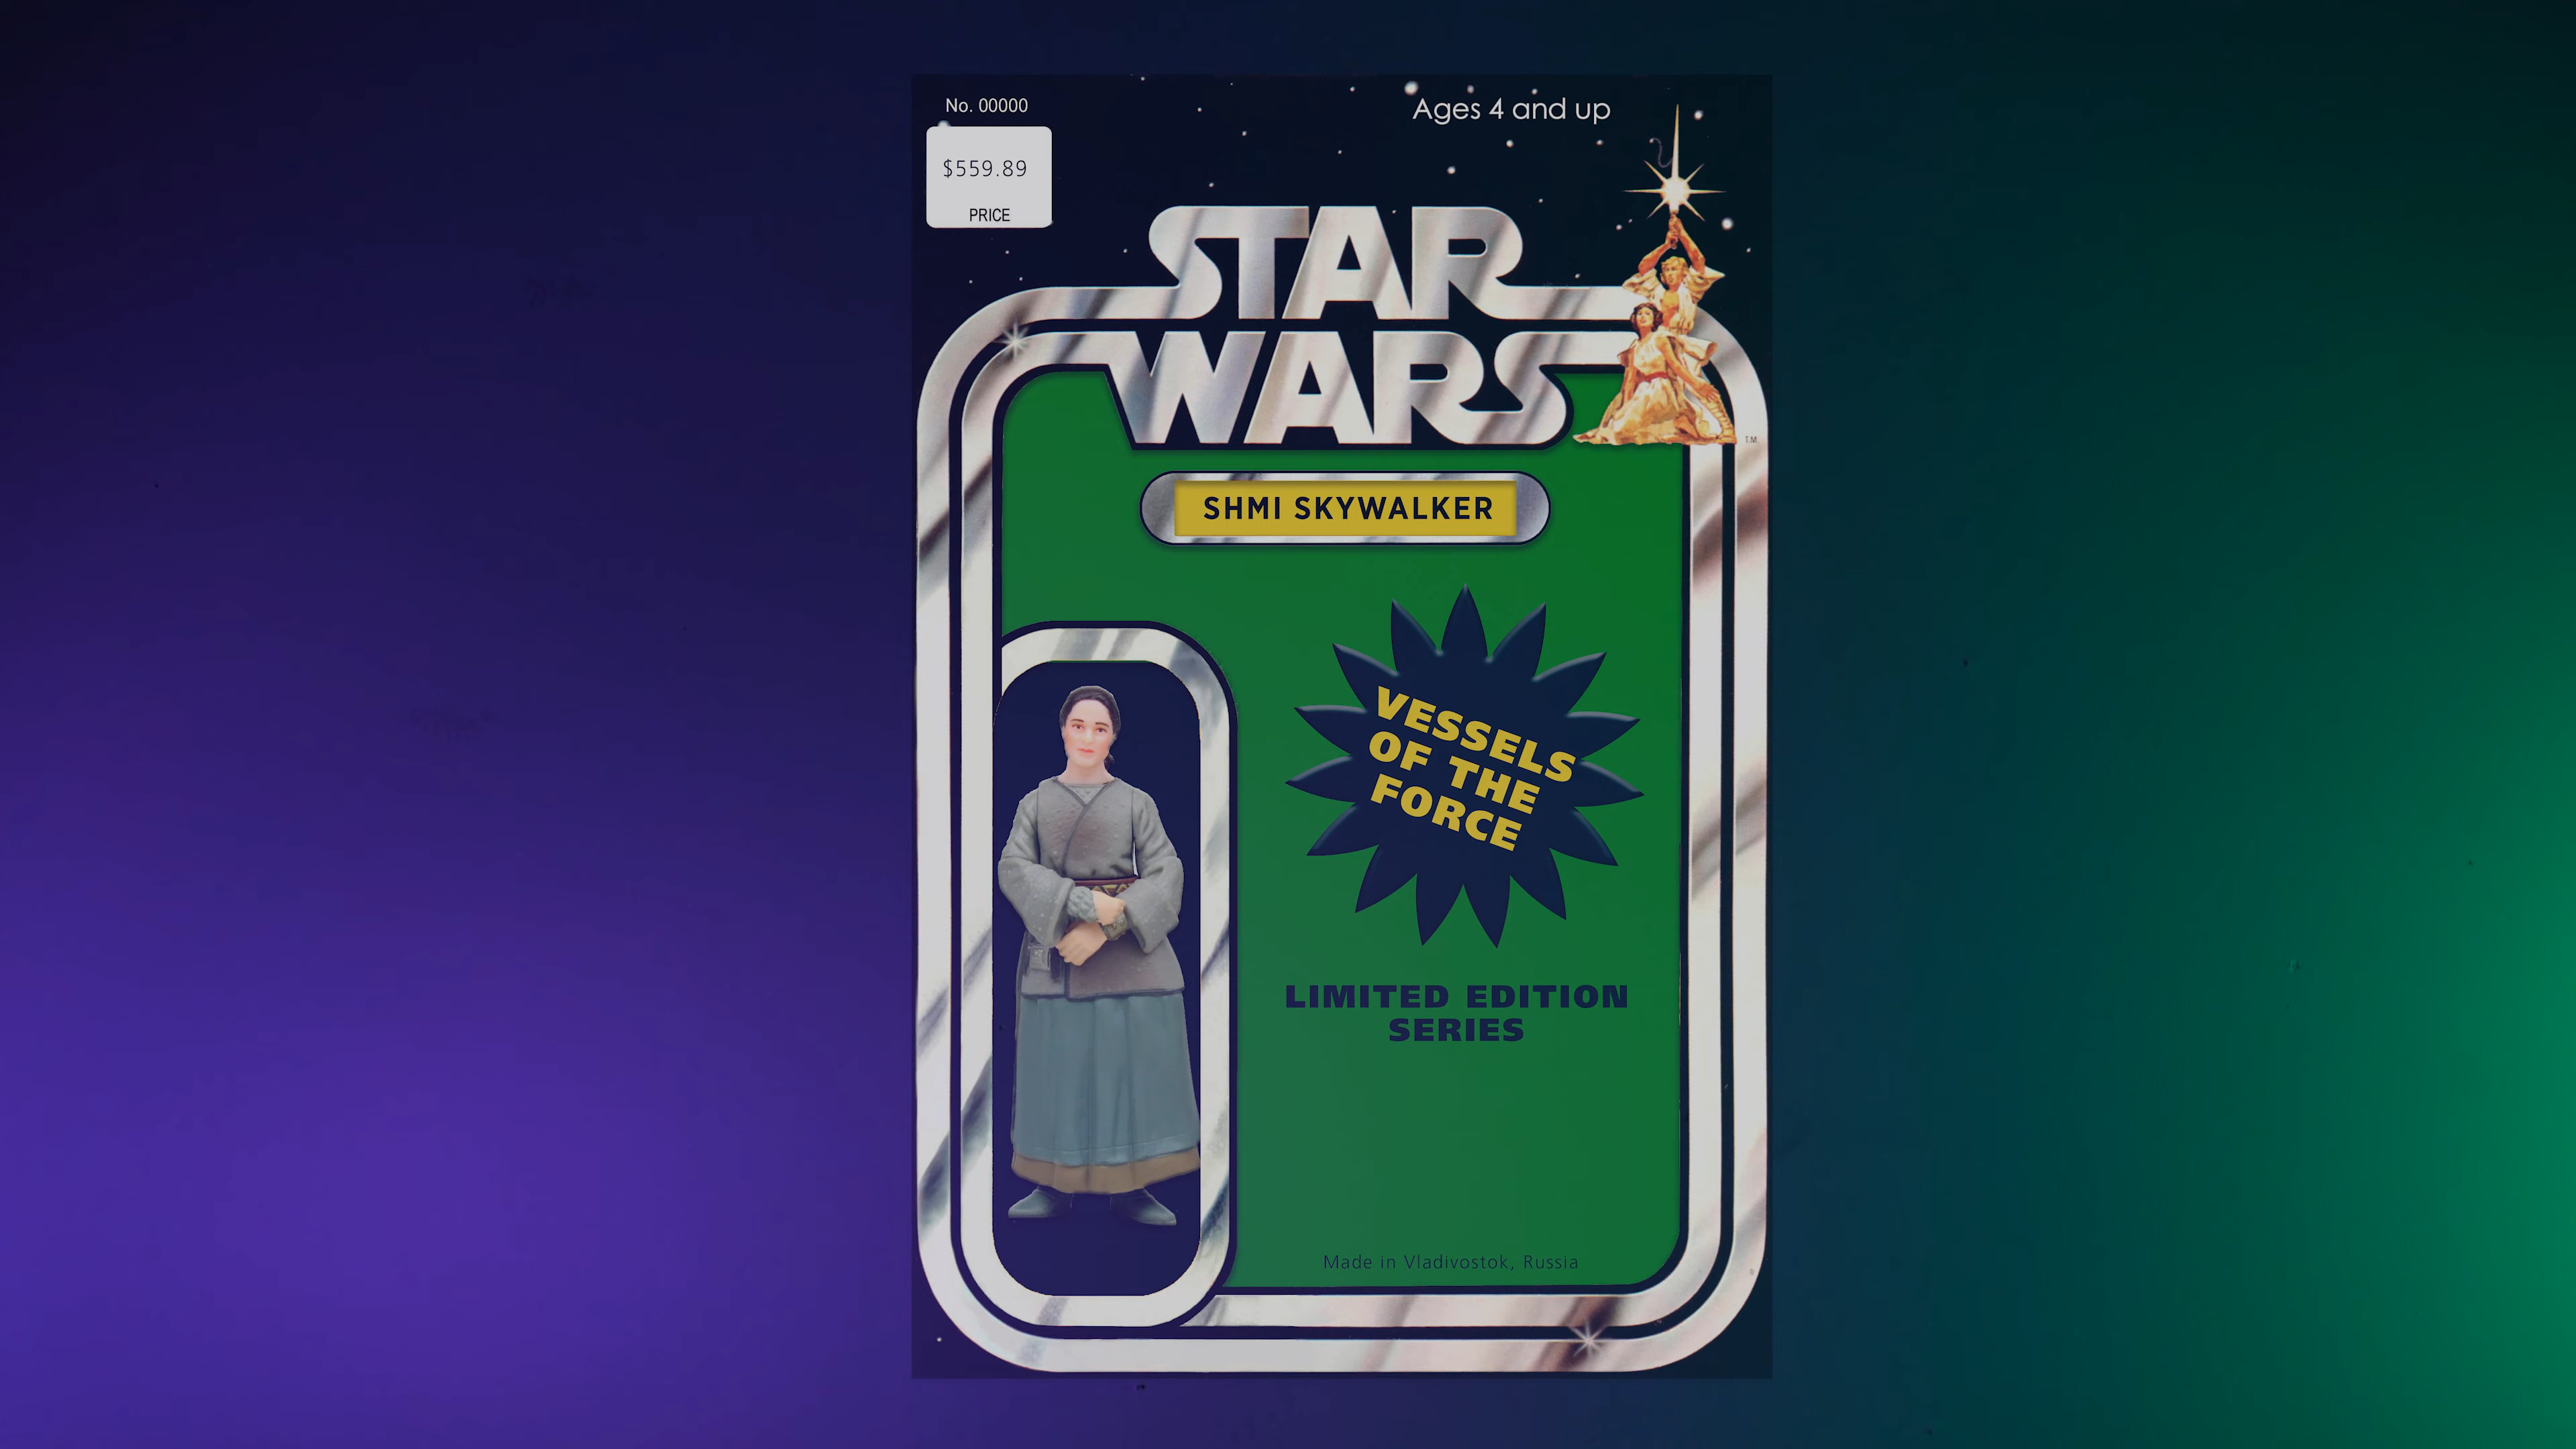 No. 00000
Ages 4 and up
$559.89
PRICE
STAR
WARS
T.M.
SHMI SKYWALKER
VESSELS
OF THE
FORCE
LIMITED EDITION
SERIES
Made in Vladivostok, Russia